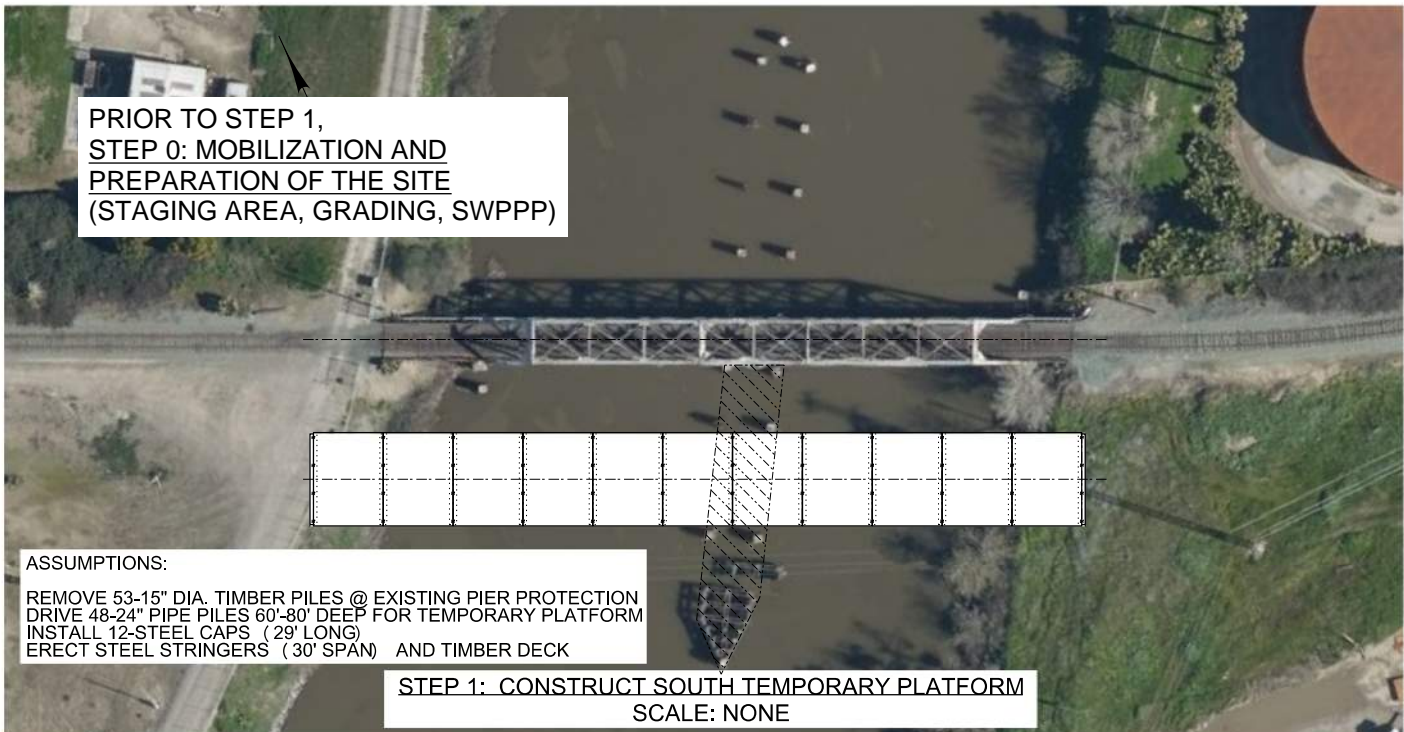 PRIOR TO STEP 1,
STEP 0: MOBILIZATION AND
PREPARATION OF THE SITE
(STAGING AREA, GRADING, SWPPP)
ASSUMPTIONS:
REMOVE 53-15" DIA. TIMBER PILES @ EXISTING PIER PROTECTION
DRIVE 48-24" PIPE PILES 60'-80' DEEP FOR TEMPORARY PLATFORM
INSTALL 12-STEEL CAPS (29' LONG)
ERECT STEEL STRINGERS (30' SPAN) AND TIMBER DECK
STEP 1: CONSTRUCT SOUTH TEMPORARY PLATFORM
SCALE: NONE